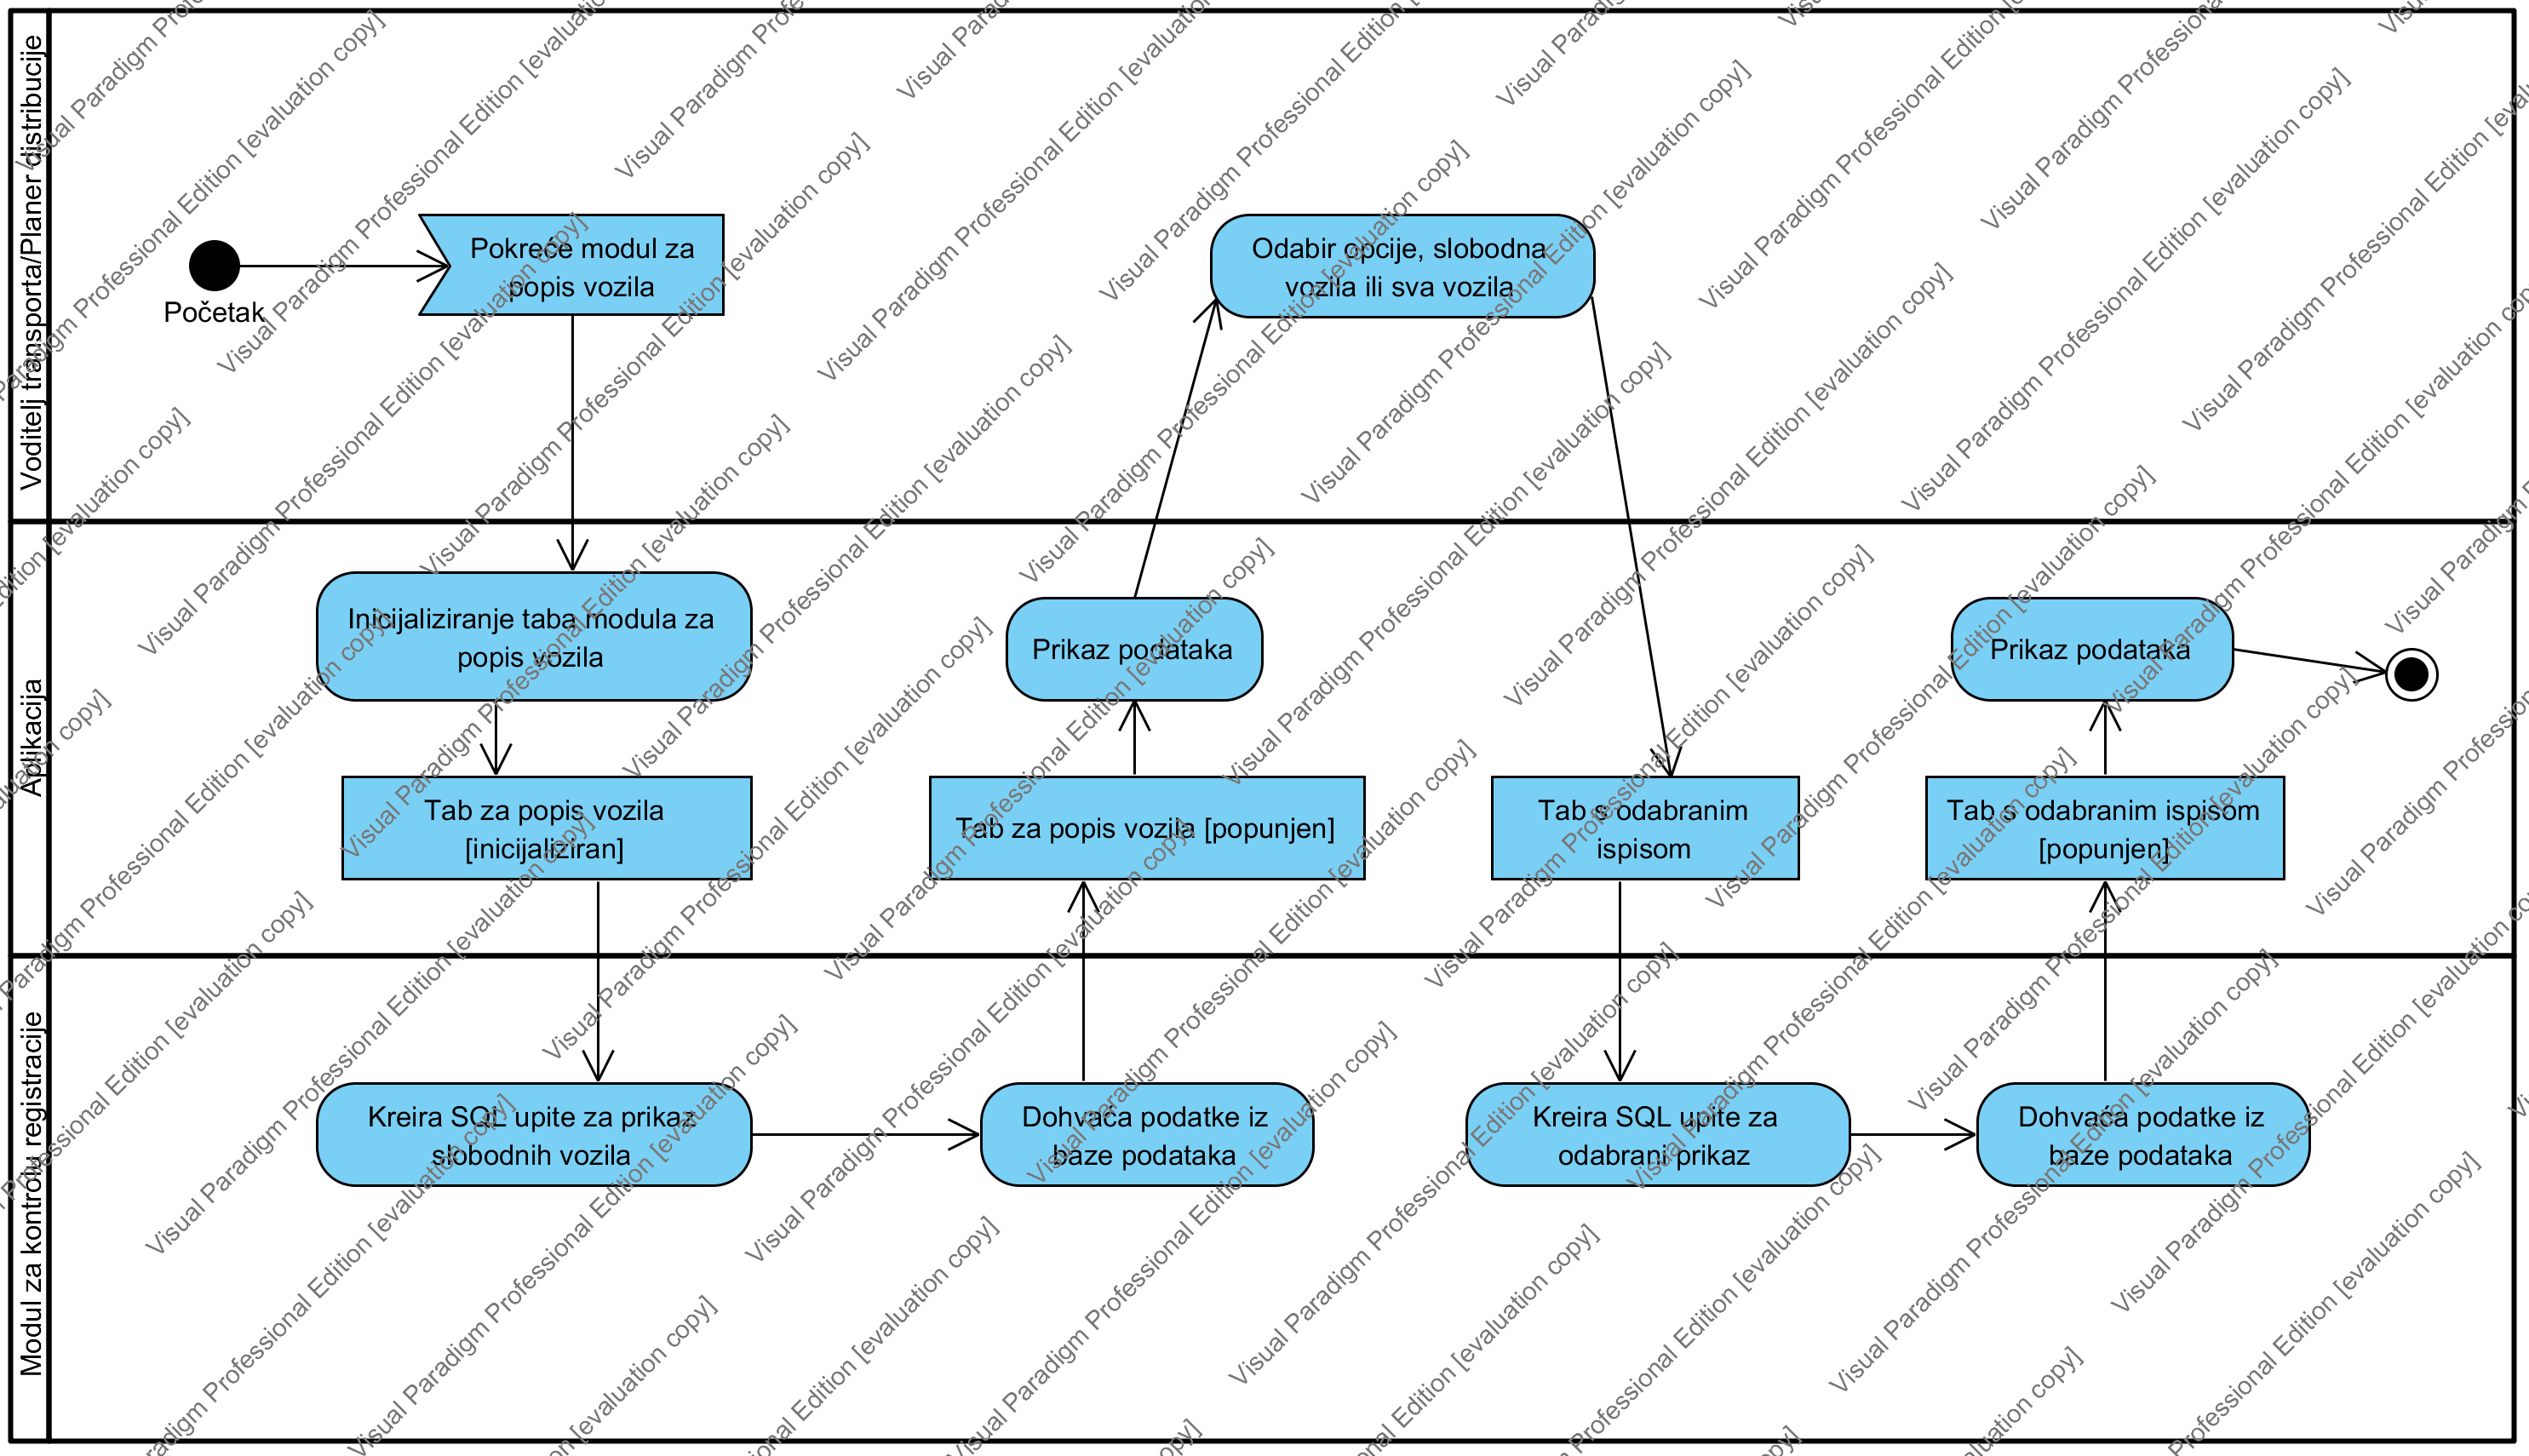 Voditelj transporta/Planer distribucije
Početak
Pokreće modul za
popis vozila
Odabir opcije, slobodna
vozila ili sva vozila
Aplikacija
Inicijaliziranje taba modula za
popis vozila
Prikaz podataka
Prikaz podataka
Tab za popis vozila
[inicijaliziran]
Tab za popis vozila [popunjen]
Tab s odabranim
ispisom
Tab s odabranim ispisom
[popunjen]
Modul za kontrolu registracije
Kreira SQL upite za prikaz
slobodnih vozila
Dohvaća podatke iz
baze podataka
Kreira SQL upite za
odabrani prikaz
Dohvaća podatke iz
baze podataka
Visual Paradigm Professional Edition [evaluation copy]